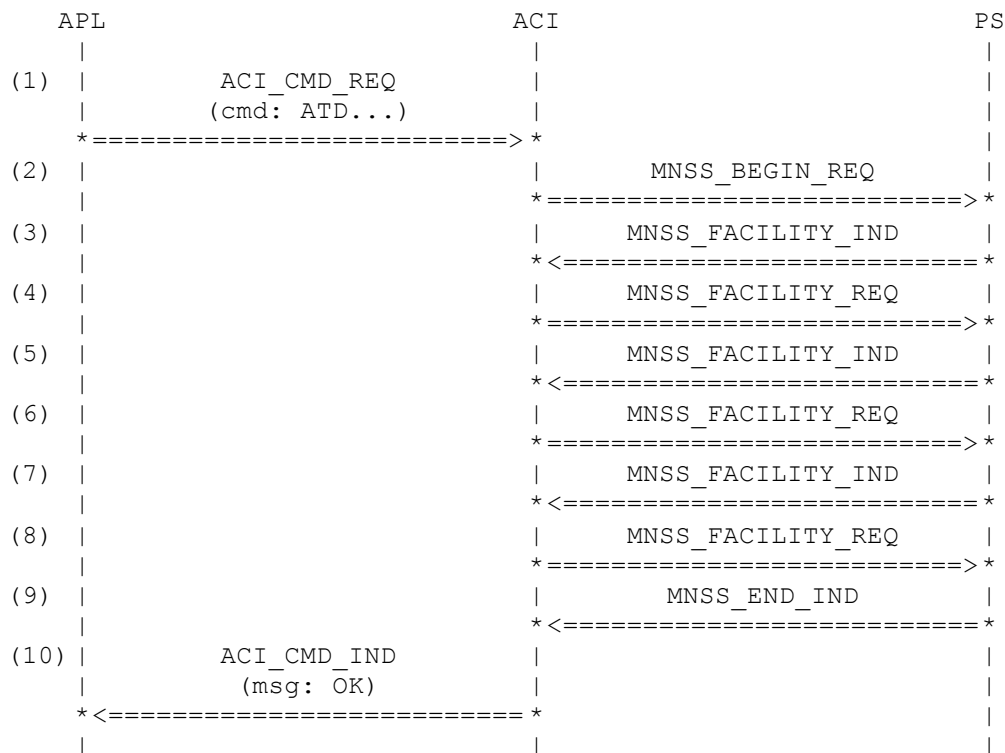 APL ACI PS
(1) ACI_CMD_REQ
(cmd: ATD...)
(2) MNSS_BEGIN_REQ
(3) MNSS_FACILITY_IND
(4) MNSS_FACILITY_REQ
(5) MNSS_FACILITY_IND
(6) MNSS_FACILITY_REQ
(7) MNSS_FACILITY_IND
(8) MNSS_FACILITY_REQ
(9) MNSS_END_IND
(10) ACI_CMD_IND
(msg: OK)